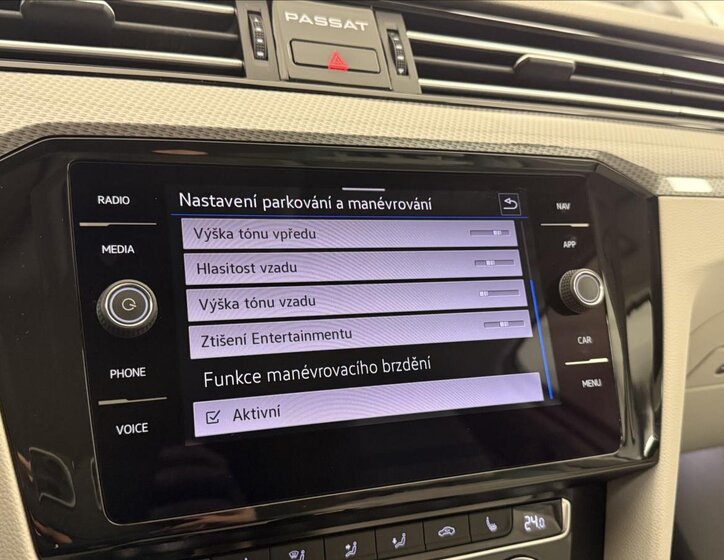 PASSAT
RADIO
MEDIA
PHONE
VOICE
Nastavení parkování a manévrování
Výška tónu vpředu
Hlasitost vzadu
Výška tónu vzadu
Ztišení Entertainmentu
Funkce manévrovacího brzdění
Aktivní
NAV
APP
CAR
MENU
24.0